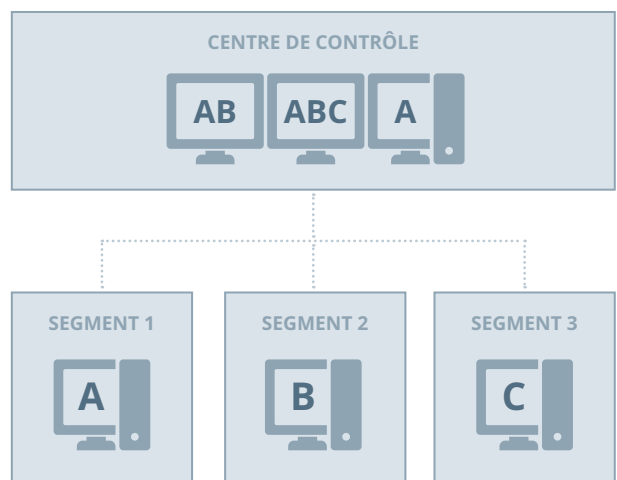 CENTRE DE CONTRÔLE
AB ABC A
SEGMENT 1 SEGMENT 2 SEGMENT 3
A B C